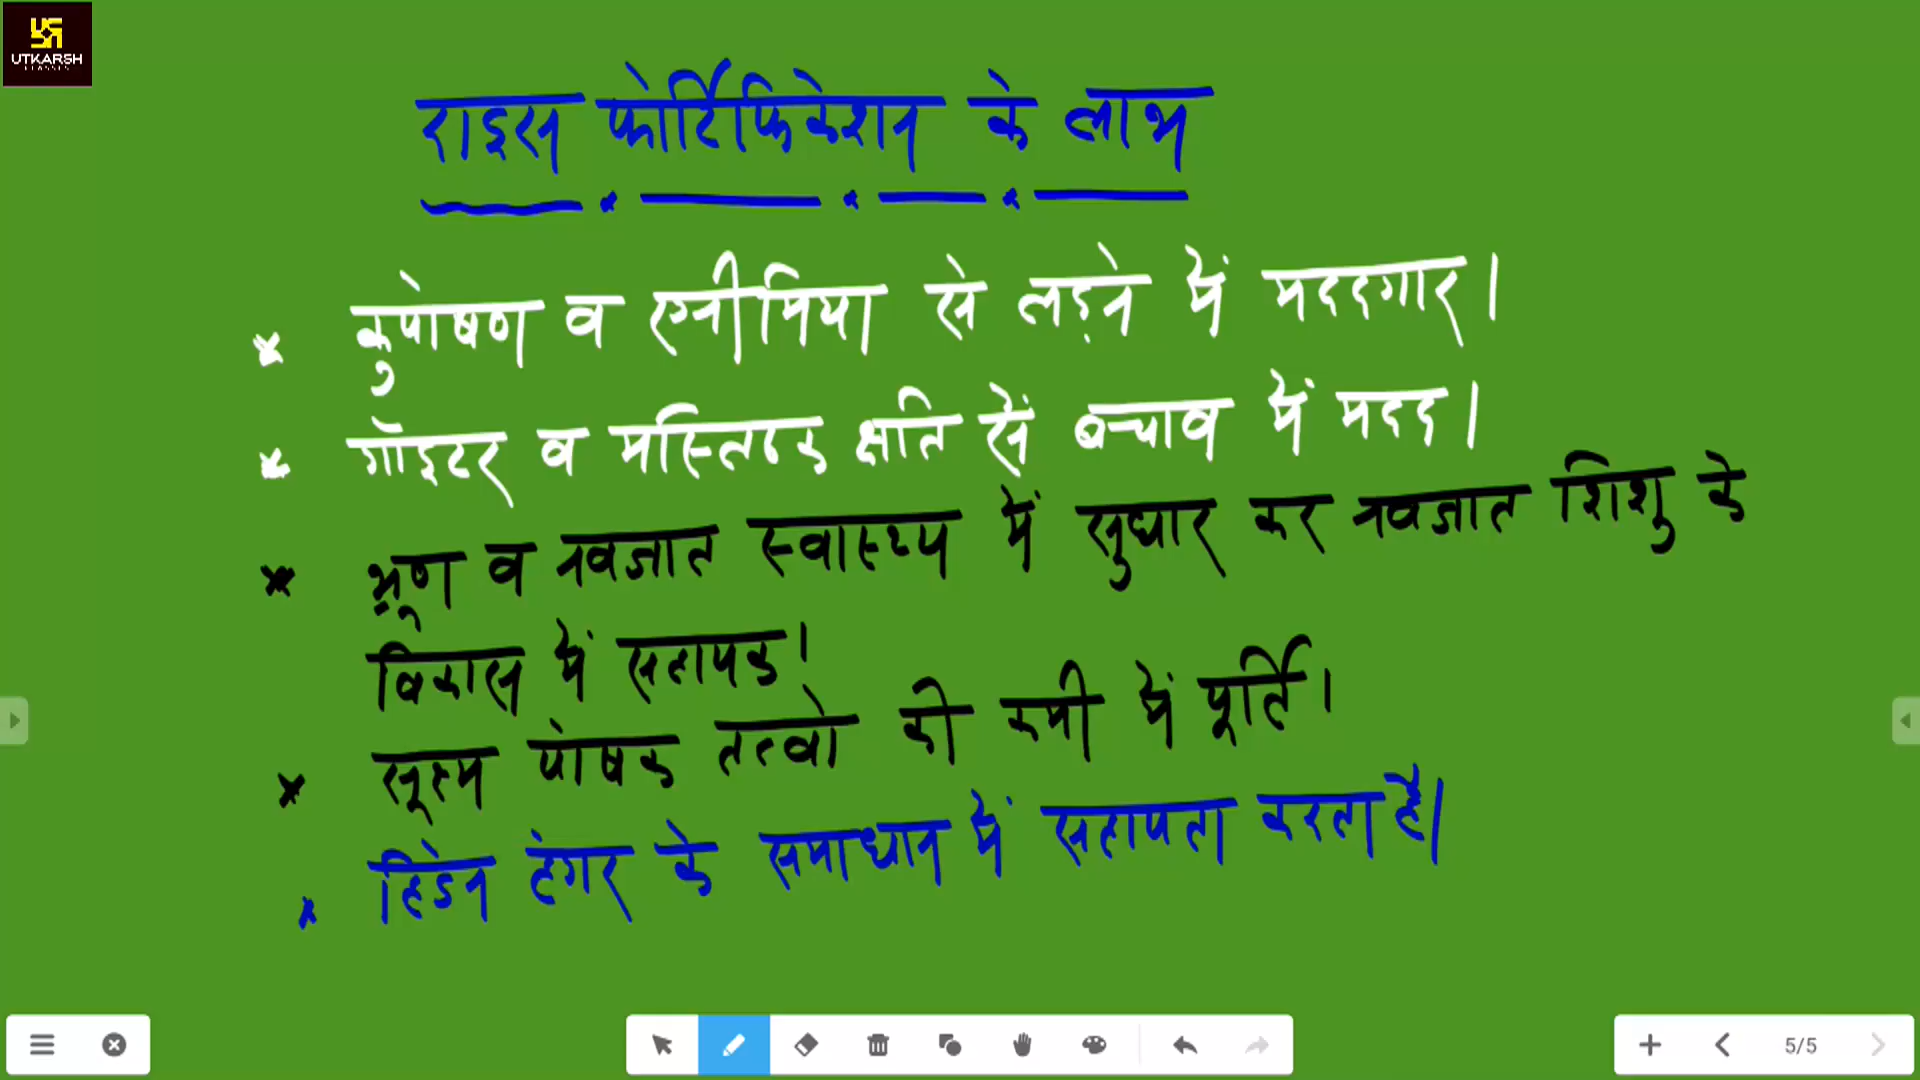 UTKARSH
CLASSES
राइस फोर्टिफिकेशन के लाभ
* कुपोषण व एनीमिया से लड़ने में मददगार।
* गॉइटर व मस्तिष्क क्षति सें बच्चाव में मदद।
* भ्रूण व नवजात स्वास्थ्य में सुधार कर नवजात शिशु के
विकास में सहायक।
* सूक्ष्म पोषक तत्वो की कमी में पूर्ति।
* हिडेन हंगर के समाधान में सहायता करता है।
5/5